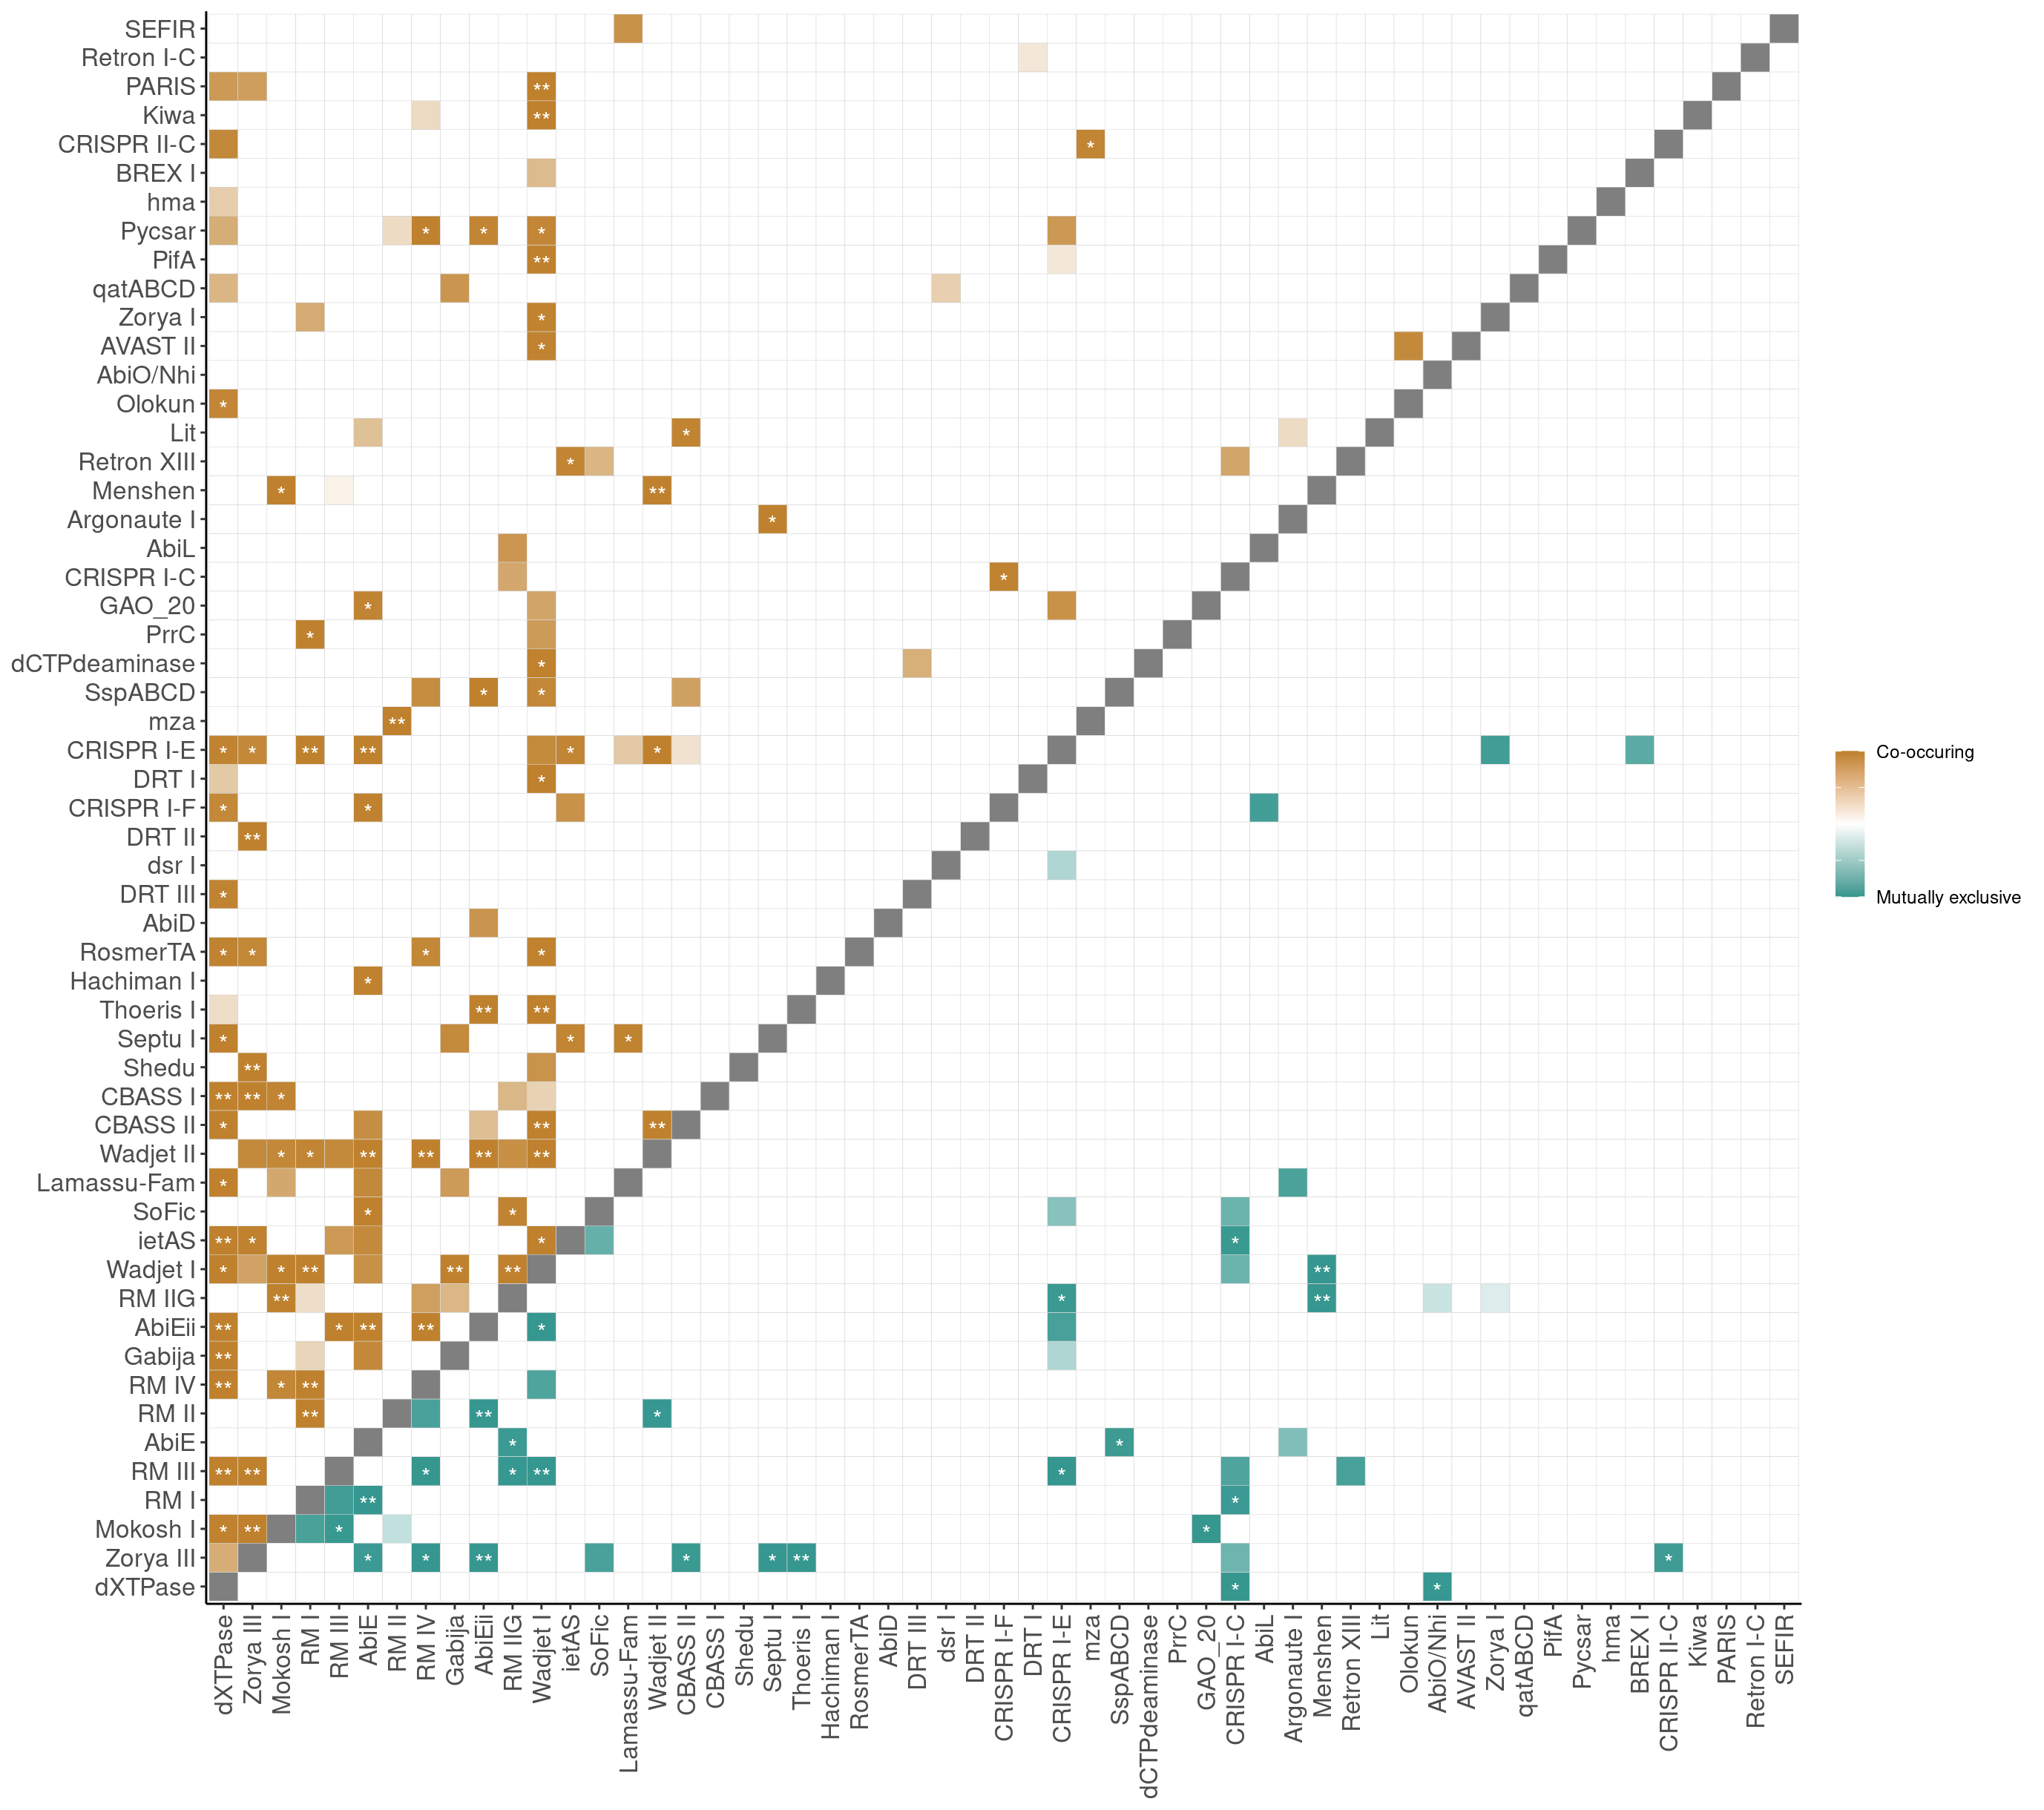 SEFIR
Retron I-C
PARIS **
Kiwa **
CRISPR II-C *
BREX I
hma
Pycsar * * *
PifA **
qatABCD
Zorya I *
AVAST II *
AbiO/Nhi
Olokun *
Lit *
Retron XIII *
Menshen * **
Argonaute I *
AbiL
CRISPR I-C *
GAO_20 *
PrrC *
dCTPdeaminase *
SspABCD * *
mza **
CRISPR I-E * * ** ** * *
DRT I *
CRISPR I-F * *
DRT II **
dsr I
DRT III *
AbiD
RosmerTA * * * *
Hachiman I *
Thoeris I ** **
Septu I * * *
Shedu **
CBASS I ** ** *
CBASS II * ** **
Wadjet II * * ** ** ** **
Lamassu-Fam *
SoFic * *
ietAS ** * * *
Wadjet I * * ** ** ** **
RM IIG ** * **
AbiEii ** * ** ** *
Gabija **
RM IV ** * **
RM II ** ** *
AbiE * *
RM III ** ** * * ** *
RM I ** *
Mokosh I * ** * *
Zorya III * * ** * * ** *
dXTPase * *
dXTPase
Zorya III
Mokosh I
RM I
RM III
AbiE
RM II
RM IV
Gabija
AbiEii
RM IIG
Wadjet I
ietAS
SoFic
Lamassu-Fam
Wadjet II
CBASS II
CBASS I
Shedu
Septu I
Thoeris I
Hachiman I
RosmerTA
AbiD
DRT III
dsr I
DRT II
CRISPR I-F
DRT I
CRISPR I-E
mza
SspABCD
dCTPdeaminase
PrrC
GAO_20
CRISPR I-C
AbiL
Argonaute I
Menshen
Retron XIII
Lit
Olokun
AbiO/Nhi
AVAST II
Zorya I
qatABCD
PifA
Pycsar
hma
BREX I
CRISPR II-C
Kiwa
PARIS
Retron I-C
SEFIR
Co-occuring
Mutually exclusive